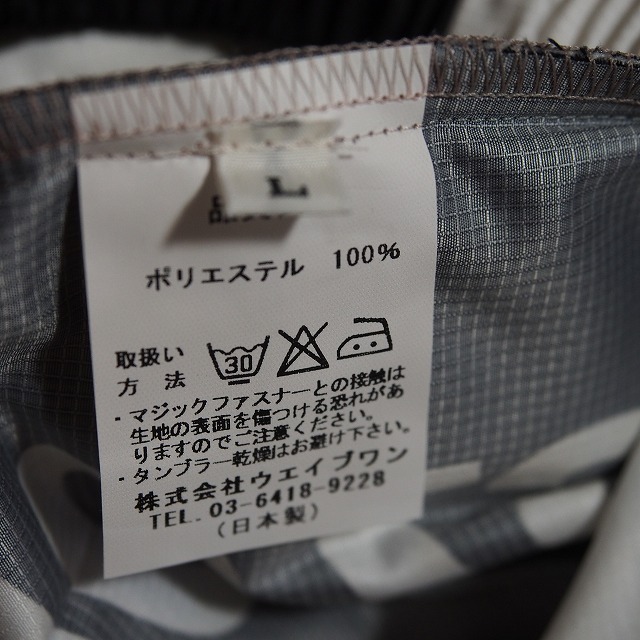 L
ポリエステル 100%
取扱い
方法
30
・マジックファスナーとの接触は
生地の表面を傷つける恐れがあ
りますのでご注意ください。
・タンブラー乾燥はお避け下さい。
株式会社ウエイブワン
TEL. 03-6418-9228
(日本製)